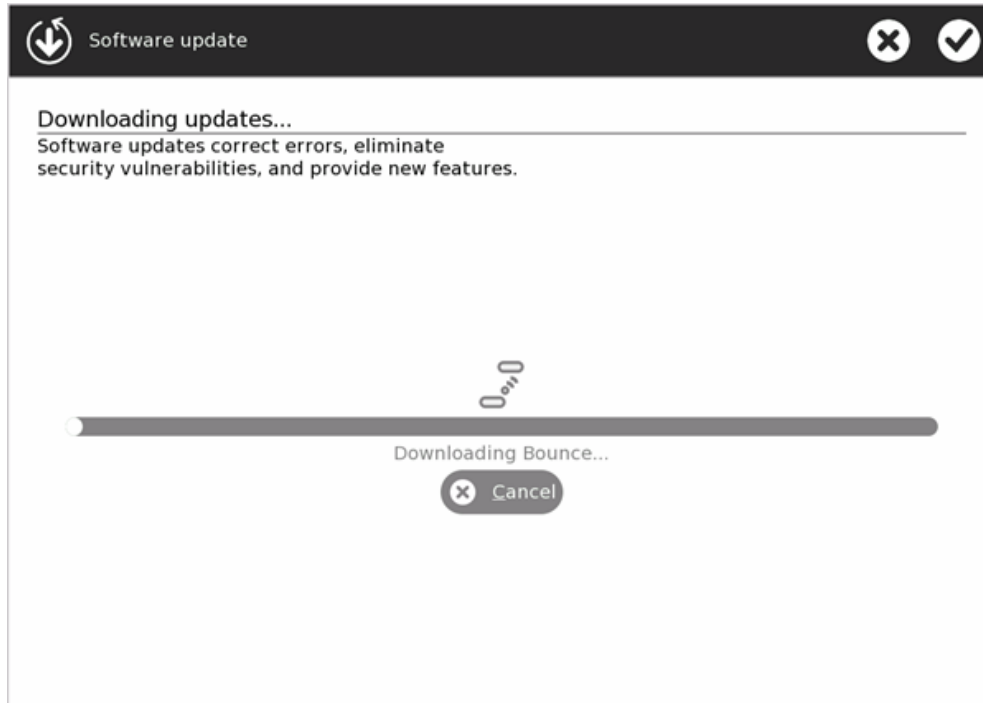 Software update
Downloading updates...
Software updates correct errors, eliminate
security vulnerabilities, and provide new features.
Downloading Bounce...
Cancel